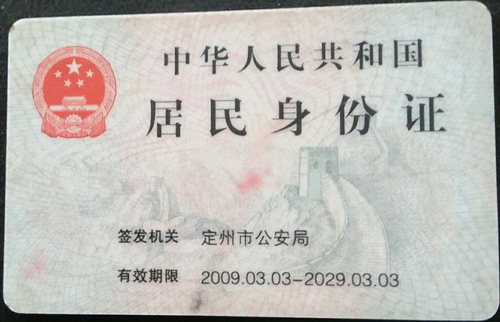 中华人民共和国
居民身份证
签发机关 定州市公安局
有效期限 2009.03.03-2029.03.03